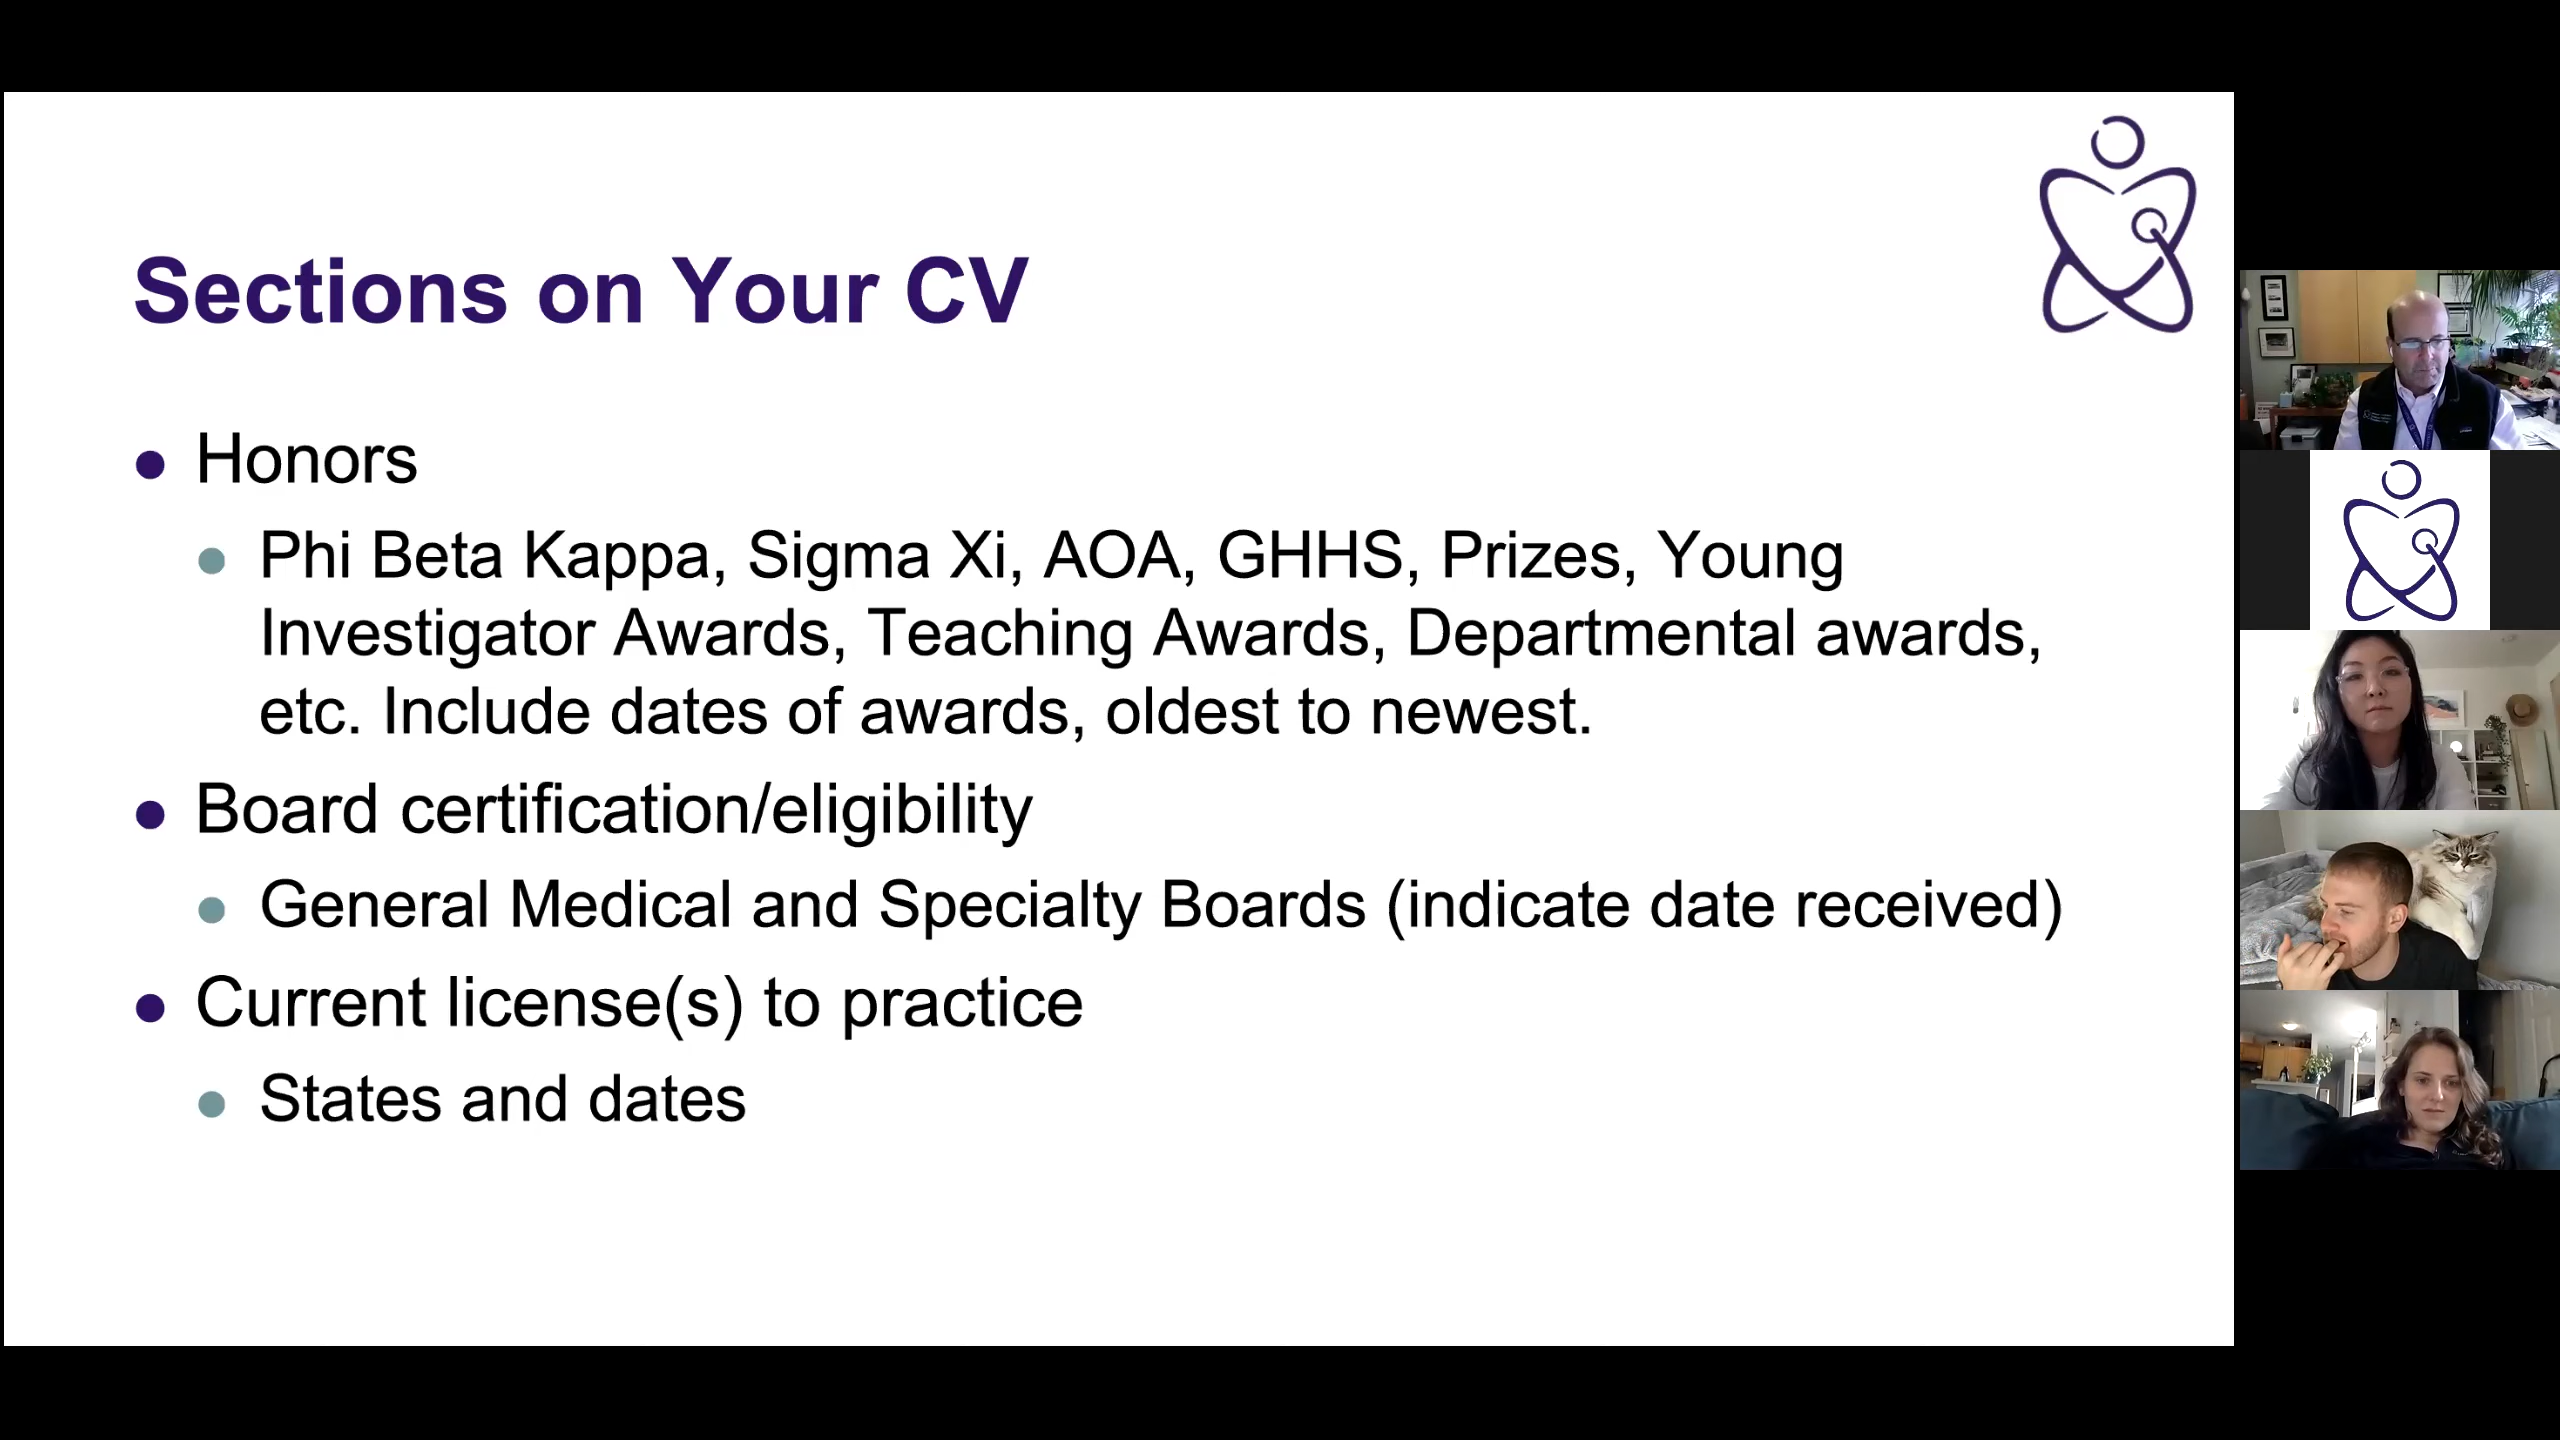 Sections on Your CV
Honors
Phi Beta Kappa, Sigma Xi, AOA, GHHS, Prizes, Young
Investigator Awards, Teaching Awards, Departmental awards,
etc. Include dates of awards, oldest to newest.
Board certification/eligibility
General Medical and Specialty Boards (indicate date received)
Current license(s) to practice
States and dates